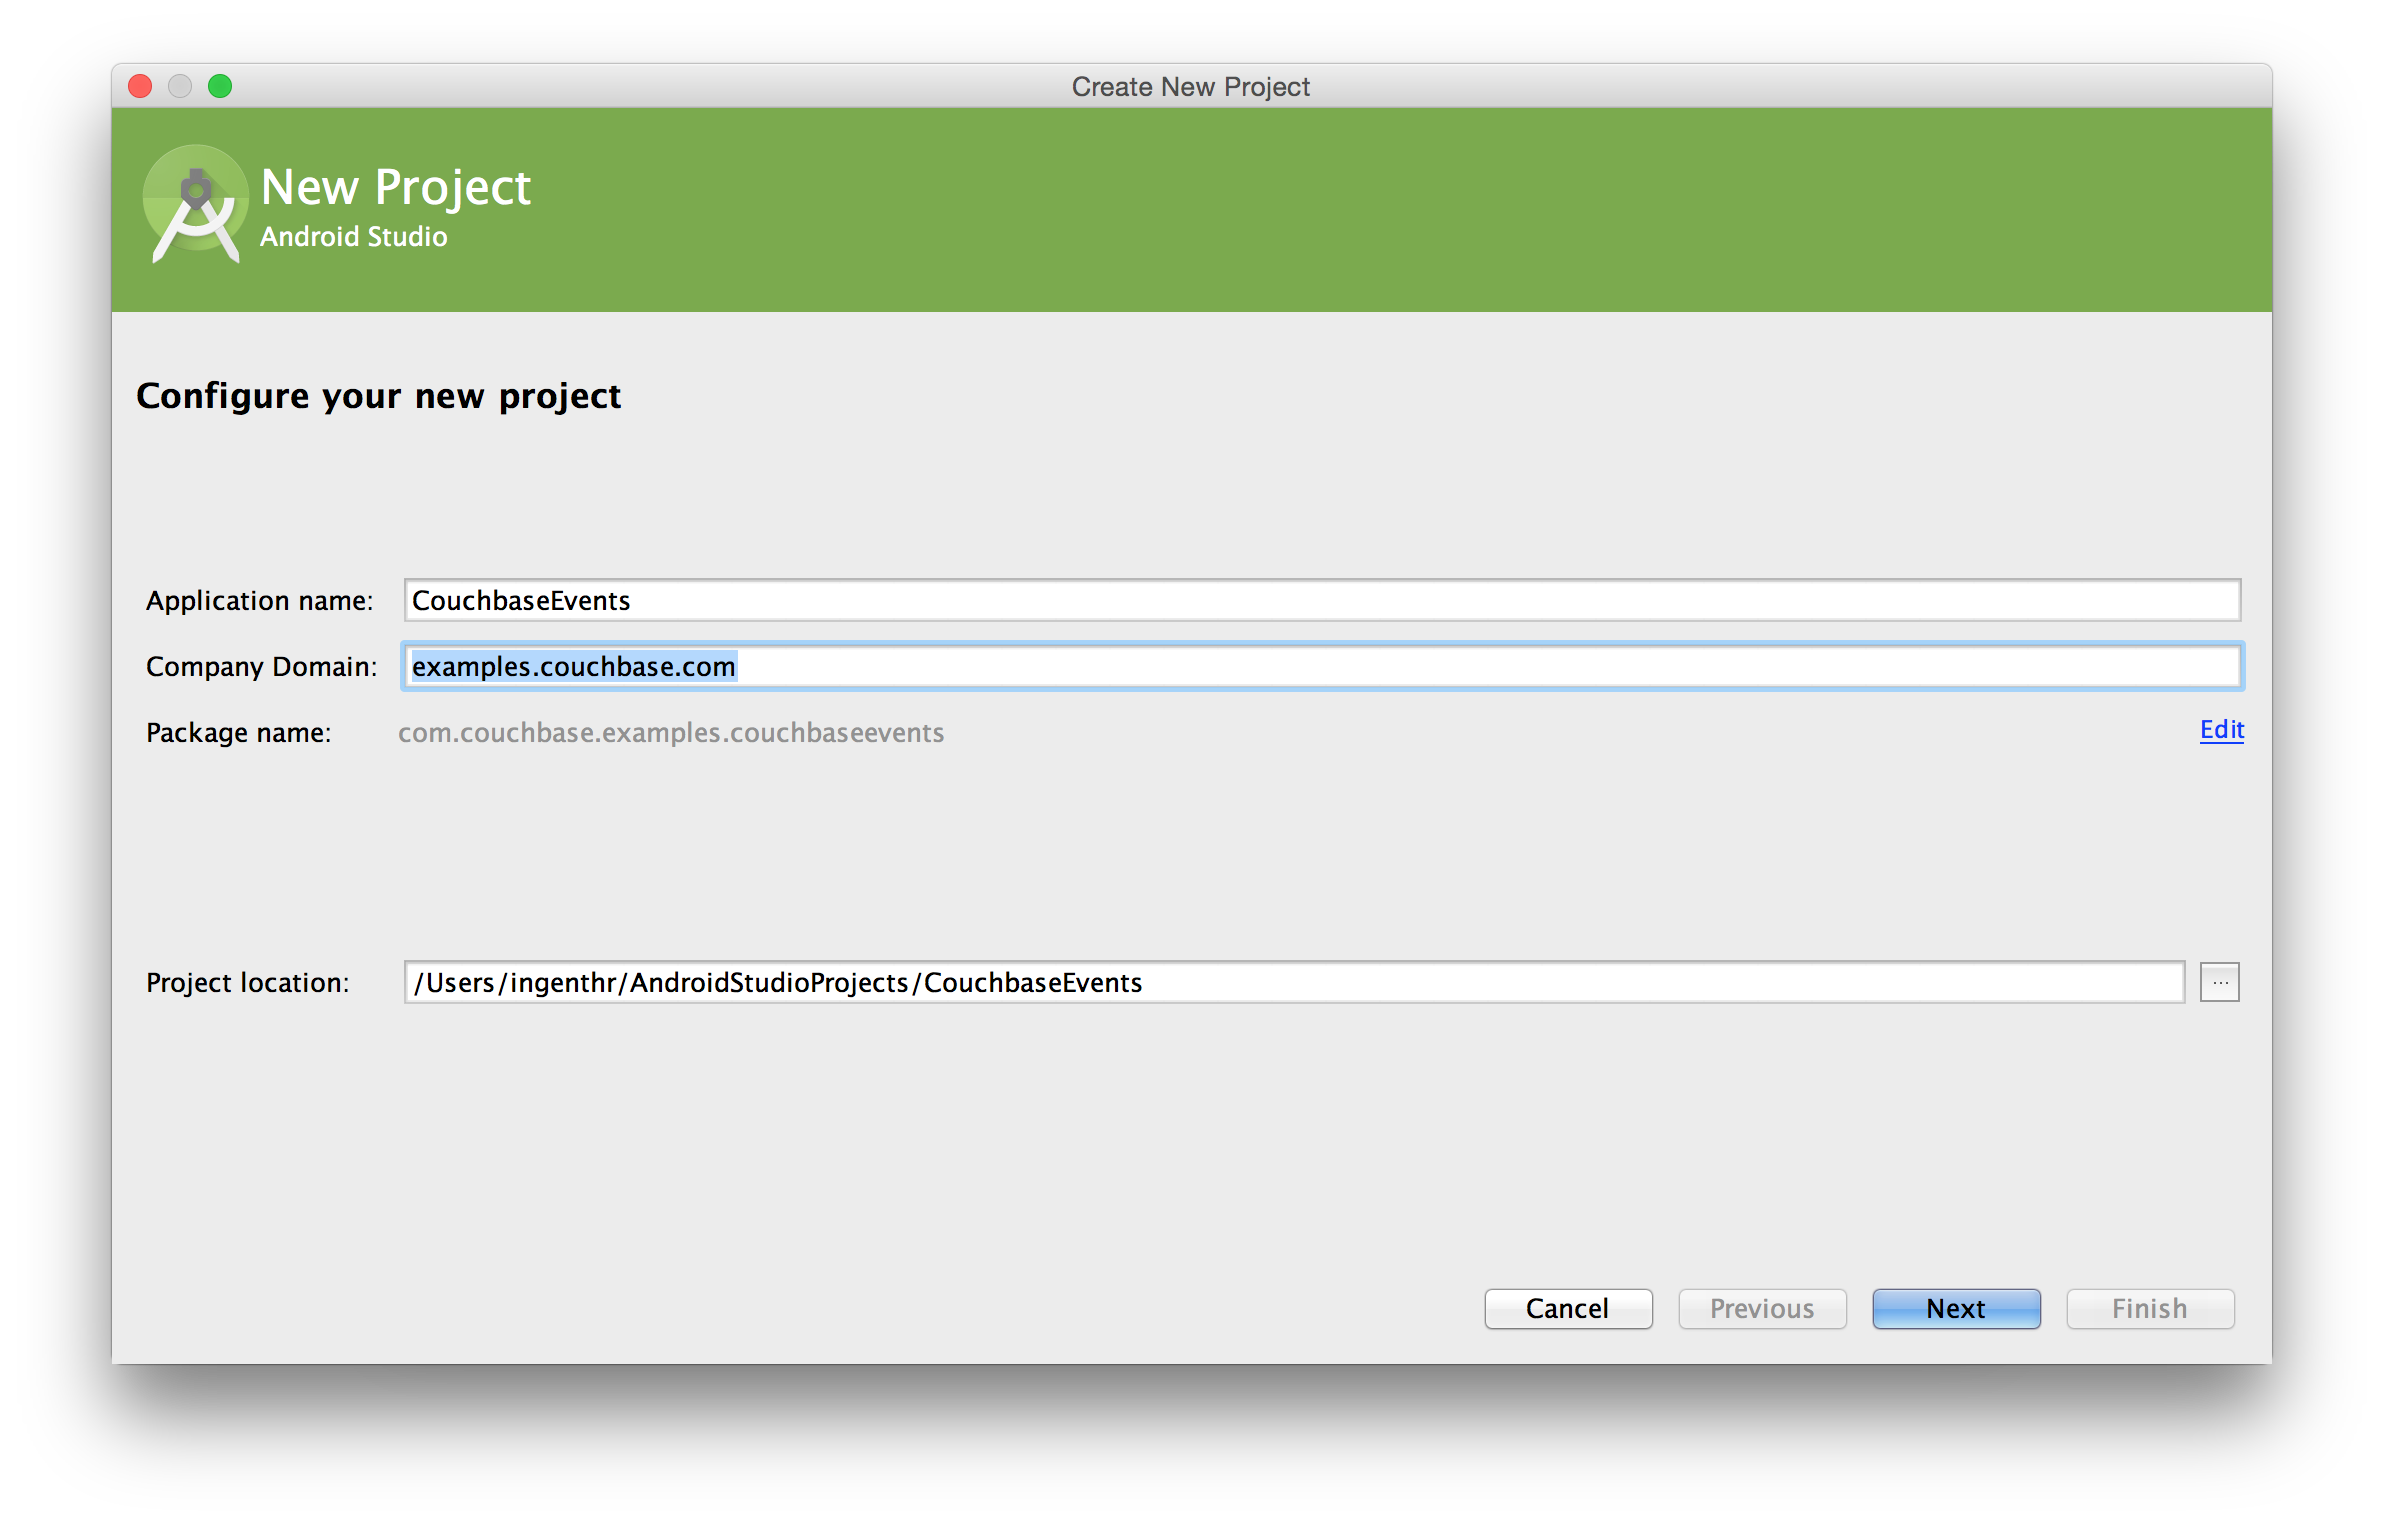 Create New Project
New Project
Android Studio
Configure your new project
Application name: CouchbaseEvents
Company Domain: examples.couchbase.com
Package name: com.couchbase.examples.couchbaseevents Edit
Project location: /Users/ingenthr/AndroidStudioProjects/CouchbaseEvents ...
Cancel Previous Next Finish